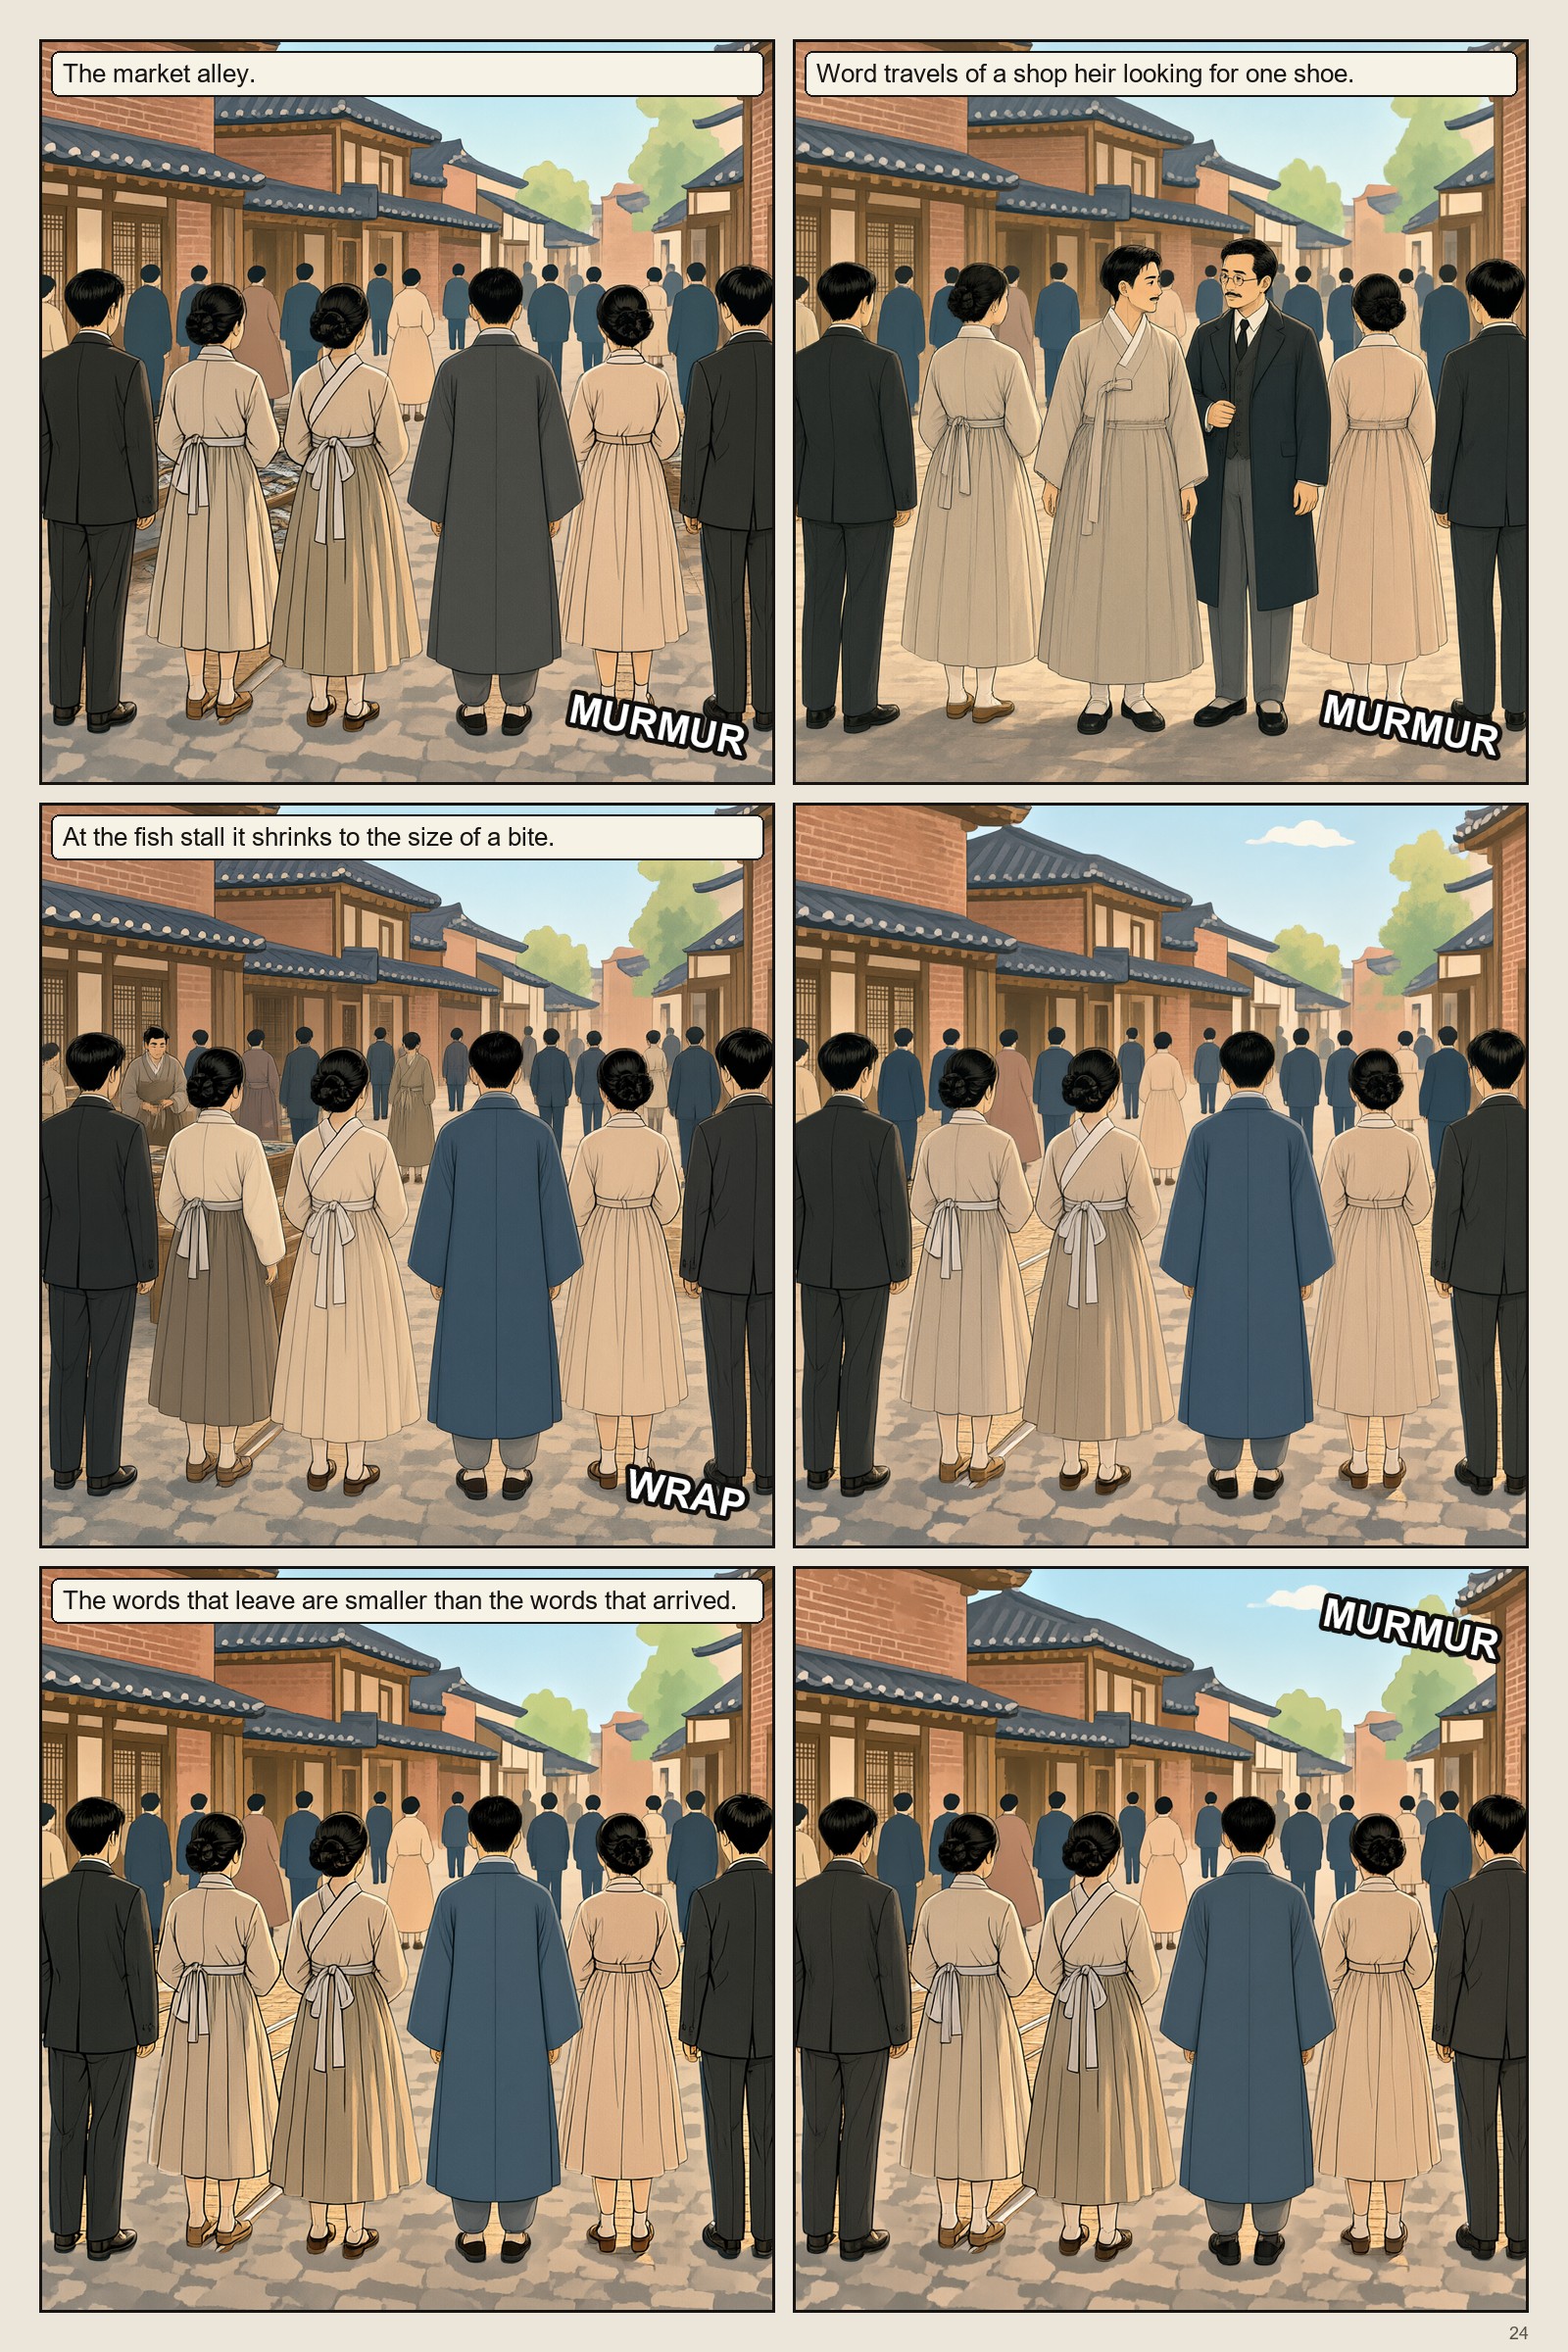 The market alley.
MURMUR
Word travels of a shop heir looking for one shoe.
MURMUR
At the fish stall it shrinks to the size of a bite.
WRAP
The words that leave are smaller than the words that arrived.
MURMUR
24